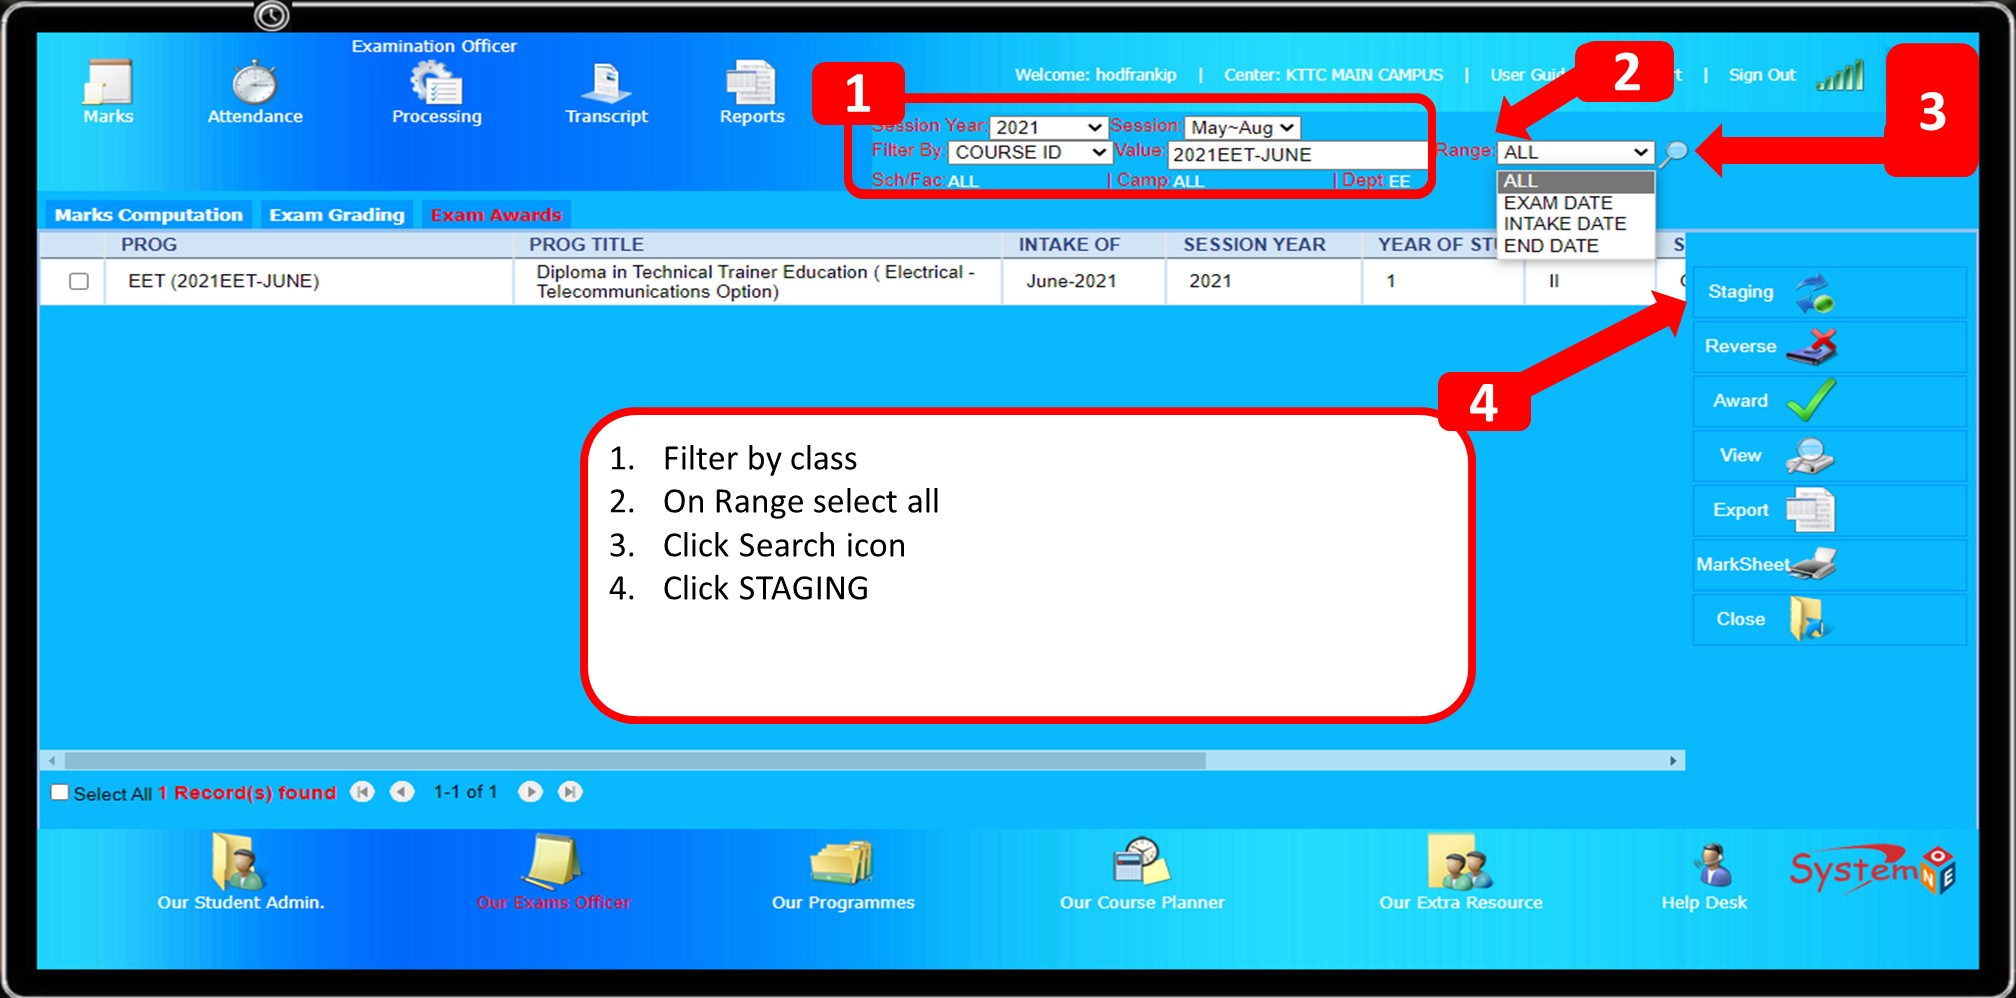 Examination Officer
Marks
Attendance
Processing
Transcript
Reports
Welcome: hodfrankip | Center: KTTC MAIN CAMPUS | User Guid t | Sign Out
1
2
3
Session Year: 2021 Session: May~Aug
Filter By: COURSE ID Value: 2021EET-JUNE Range: ALL
Sch/Fac: ALL | Camp: ALL | Dept: EE
ALL
EXAM DATE
INTAKE DATE
END DATE
Marks Computation Exam Grading Exam Awards
PROG PROG TITLE INTAKE OF SESSION YEAR YEAR OF STU S
EET (2021EET-JUNE) Diploma in Technical Trainer Education ( Electrical - June-2021 2021 1 II
Telecommunications Option)
Staging
Reverse
Award
View
Export
MarkSheet
Close
4
1. Filter by class
2. On Range select all
3. Click Search icon
4. Click STAGING
Select All 1 Record(s) found 1-1 of 1
Our Student Admin.
Our Exams Officer
Our Programmes
Our Course Planner
Our Extra Resource
Help Desk
System ONE